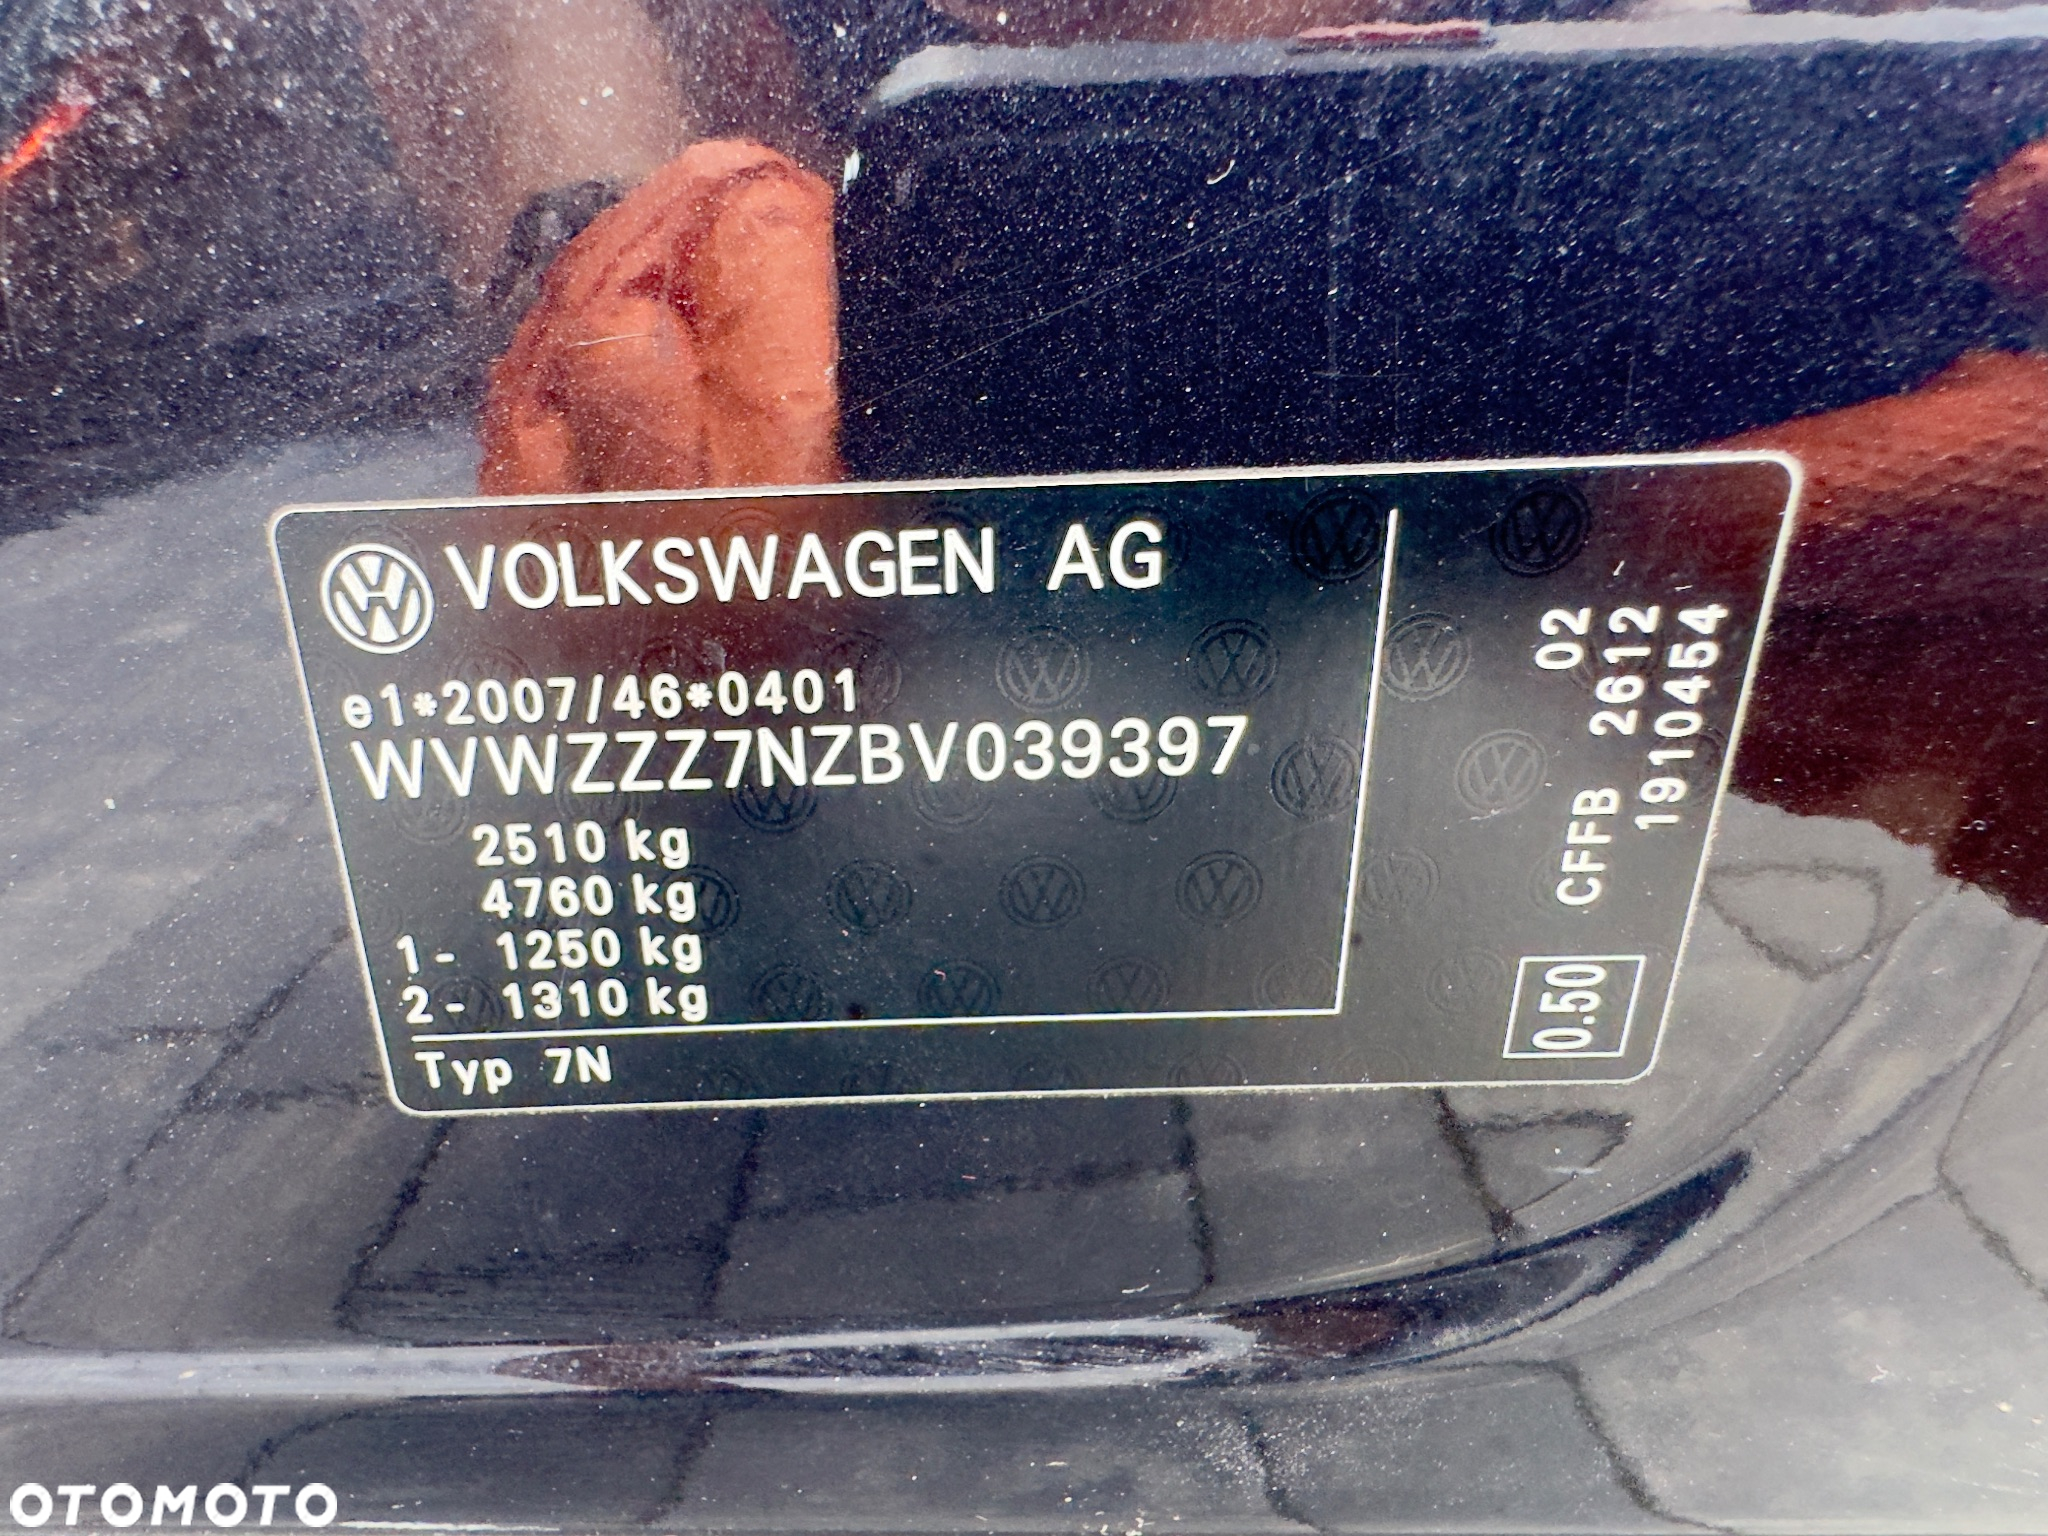 VOLKSWAGEN AG
e1*2007/46*0401
WVWZZZ7NZBV039397
2510 kg
4760 kg
1- 1250 kg
2- 1310 kg
Typ 7N
0.50
CFFB 02
2612
1910454
OTOMOTO